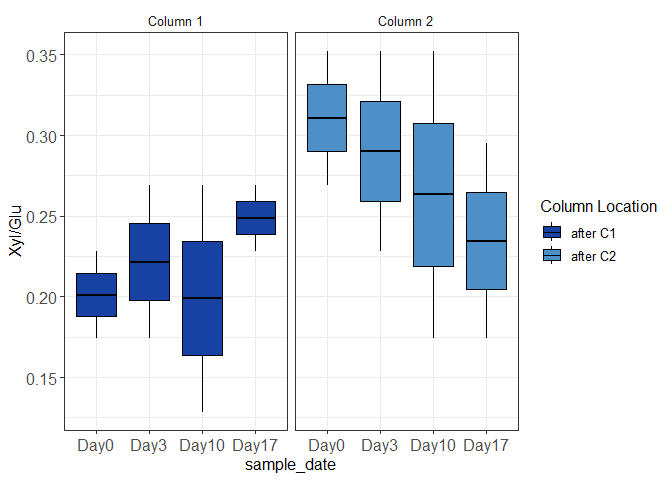 Column 1
Column 2
0.35
0.30
0.25
0.20
0.15
Xyl/Glu
Day0 Day3 Day10 Day17
Day0 Day3 Day10 Day17
sample_date
Column Location
after C1
after C2